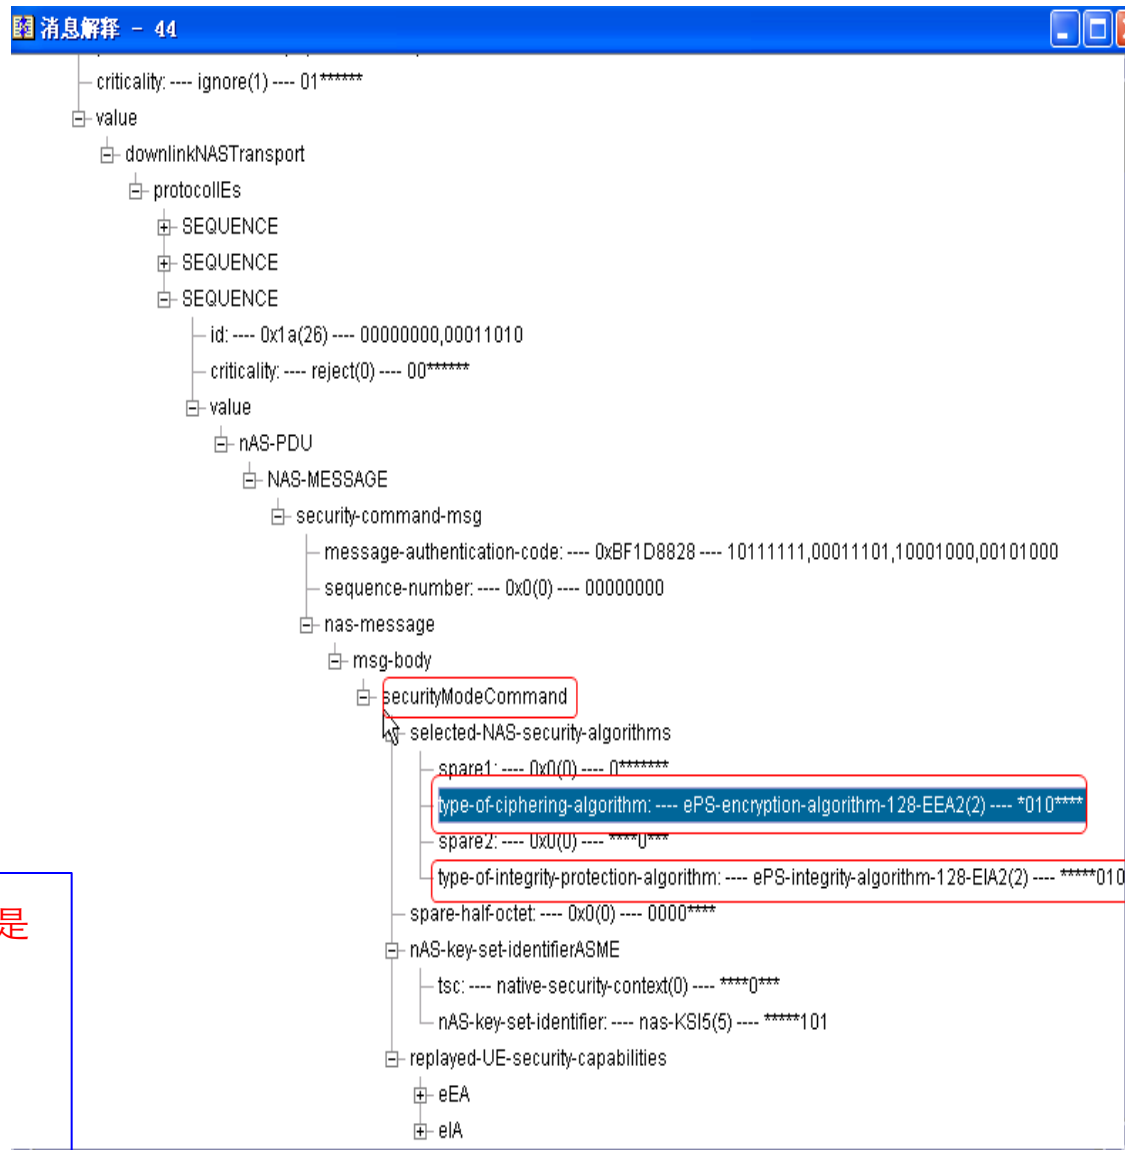 消息解释 - 44
criticality: ---- ignore(1) ---- 01******
value
downlinkNASTransport
protocolIEs
SEQUENCE
SEQUENCE
SEQUENCE
id: ---- 0x1a(26) ---- 00000000,00011010
criticality: ---- reject(0) ---- 00******
value
nAS-PDU
NAS-MESSAGE
security-command-msg
message-authentication-code: ---- 0xBF1D8828 ---- 10111111,00011101,10001000,00101000
sequence-number: ---- 0x0(0) ---- 00000000
nas-message
msg-body
securityModeCommand
selected-NAS-security-algorithms
spare1: ---- 0x0(0) ---- 0*******
type-of-ciphering-algorithm: ---- ePS-encryption-algorithm-128-EEA2(2) ---- *010****
spare2: ---- 0x0(0) ---- ****0***
type-of-integrity-protection-algorithm: ---- ePS-integrity-algorithm-128-EIA2(2) ---- *****010
是
spare-half-octet: ---- 0x0(0) ---- 0000****
nAS-key-set-identifierASME
tsc: ---- native-security-context(0) ---- ****0***
nAS-key-set-identifier: ---- nas-KSI5(5) ---- *****101
replayed-UE-security-capabilities
eEA
eIA